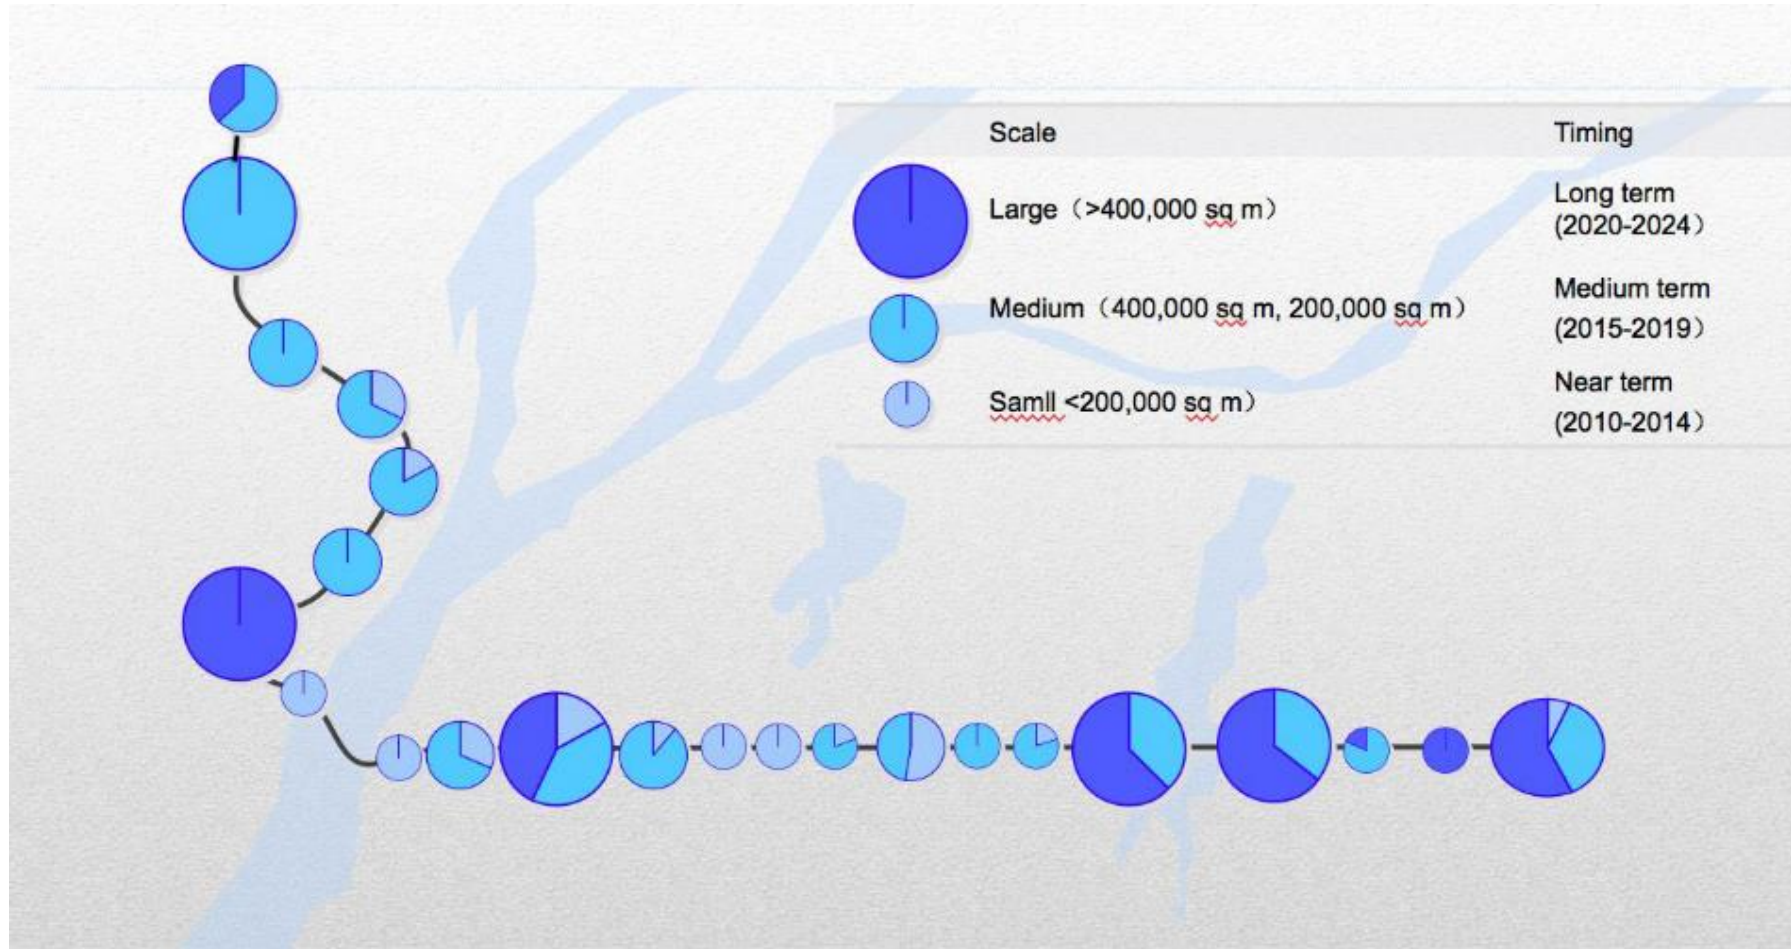 Scale Timing
Large（>400,000 sq m） Long term
(2020-2024）
Medium（400,000 sq m, 200,000 sq m） Medium term
(2015-2019）
Samll <200,000 sq m） Near term
(2010-2014）